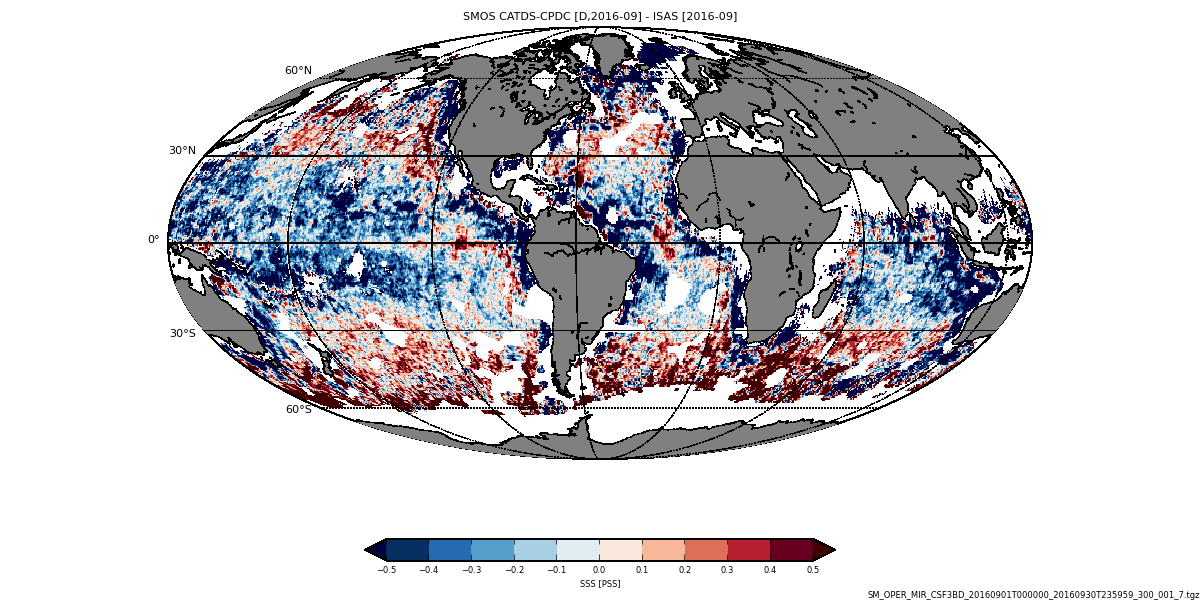 SMOS CATDS-CPDC [D,2016-09] - ISAS [2016-09]
60°N
30°N
0°
30°S
60°S
−0.5 −0.4 −0.3 −0.2 −0.1 0.0 0.1 0.2 0.3 0.4 0.5
SSS [PSS]
SM_OPER_MIR_CSF3BD_20160901T000000_20160930T235959_300_001_7.tgz